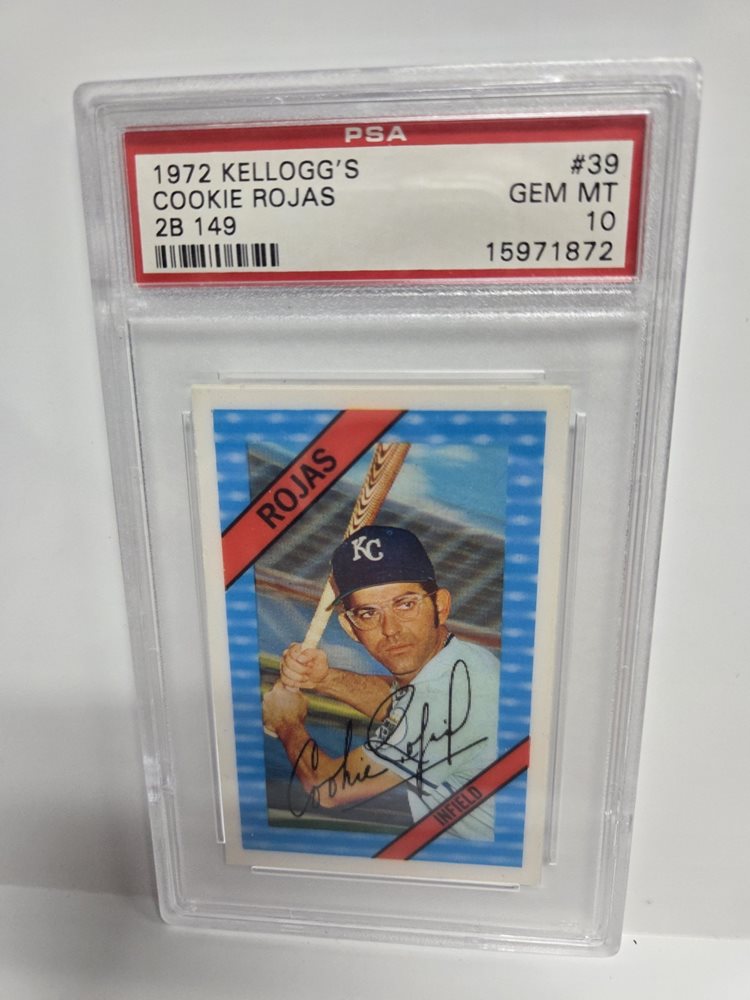 PSA
1972 KELLOGG'S #39
COOKIE ROJAS GEM MT
2B 149 10
15971872
ROJAS
KC
Cookie Rojas
INFIELD